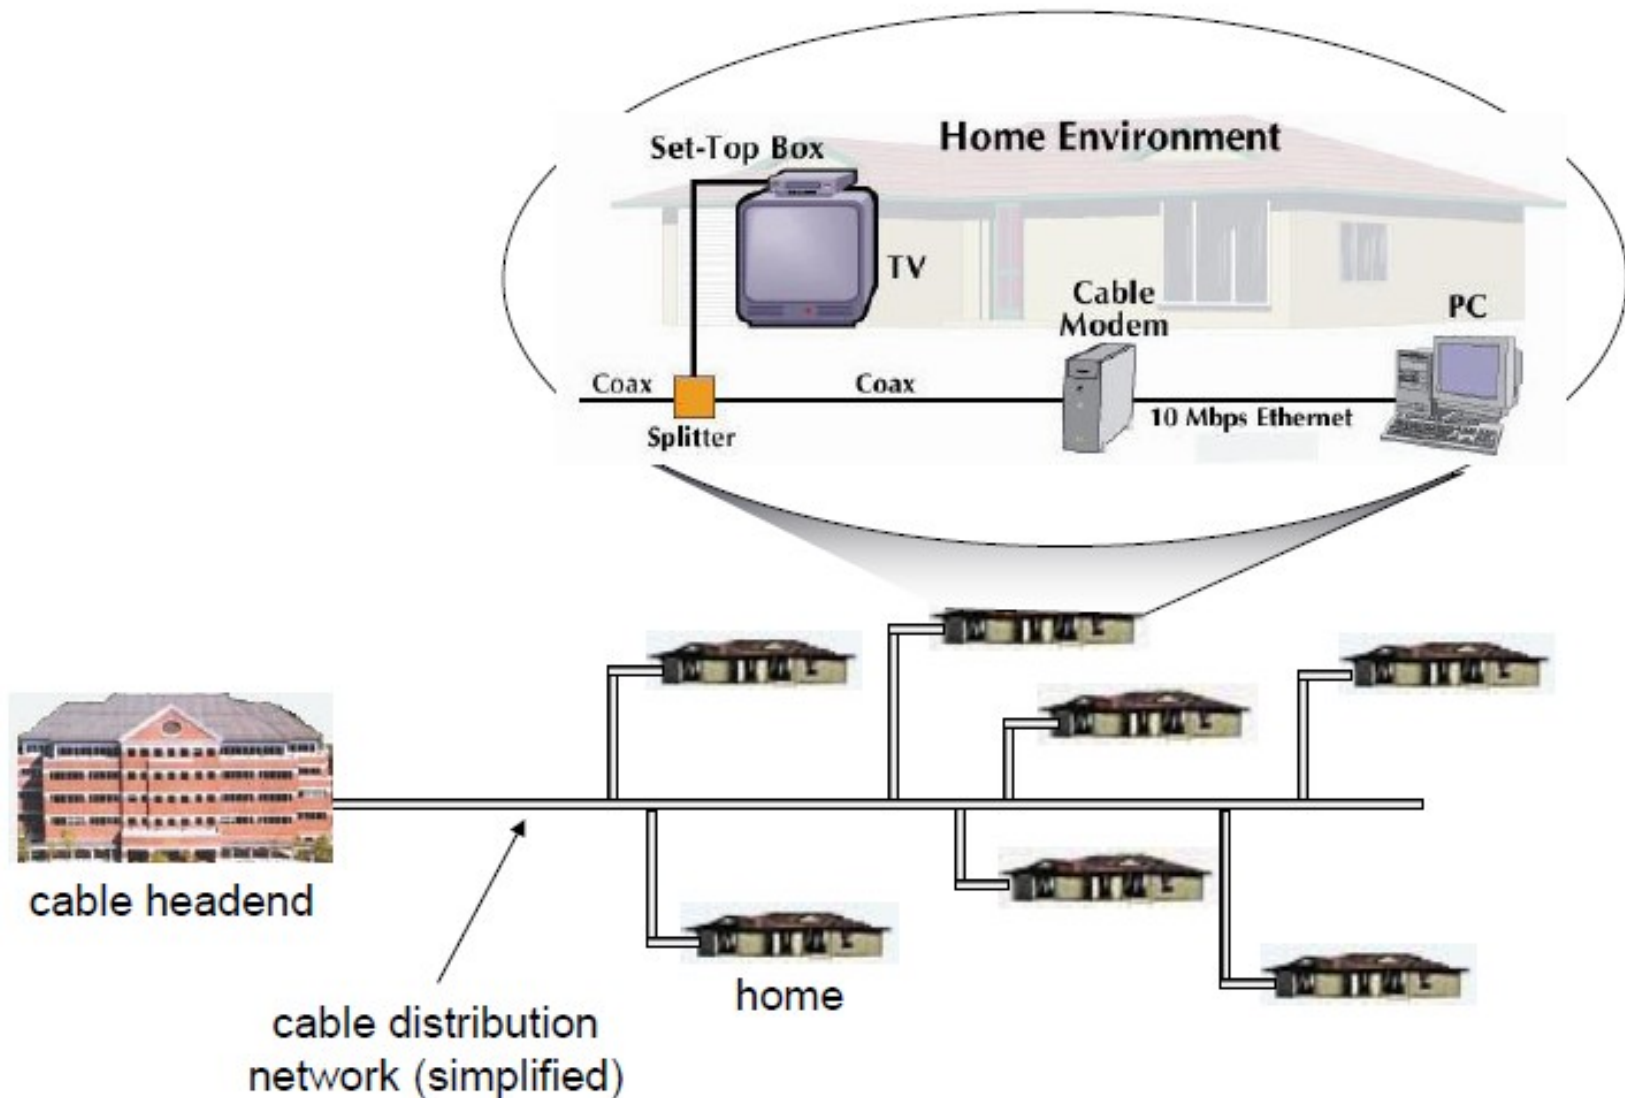 Home Environment
Set-Top Box
TV
Cable
Modem
PC
Coax
Coax
10 Mbps Ethernet
Splitter
cable headend
home
cable distribution
network (simplified)